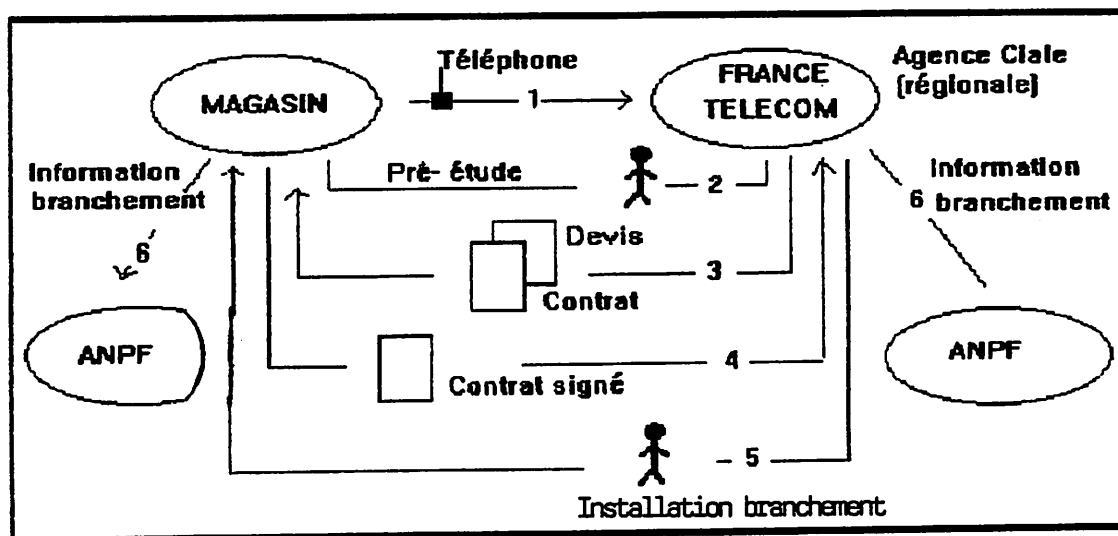 Téléphone
MAGASIN
1
FRANCE
TELECOM
Agence Ciale
(régionale)
Information
branchement
6
Pré- étude
2
Information
6 branchement
Devis
3
Contrat
ANPF
4
Contrat signé
ANPF
5
Installation branchement